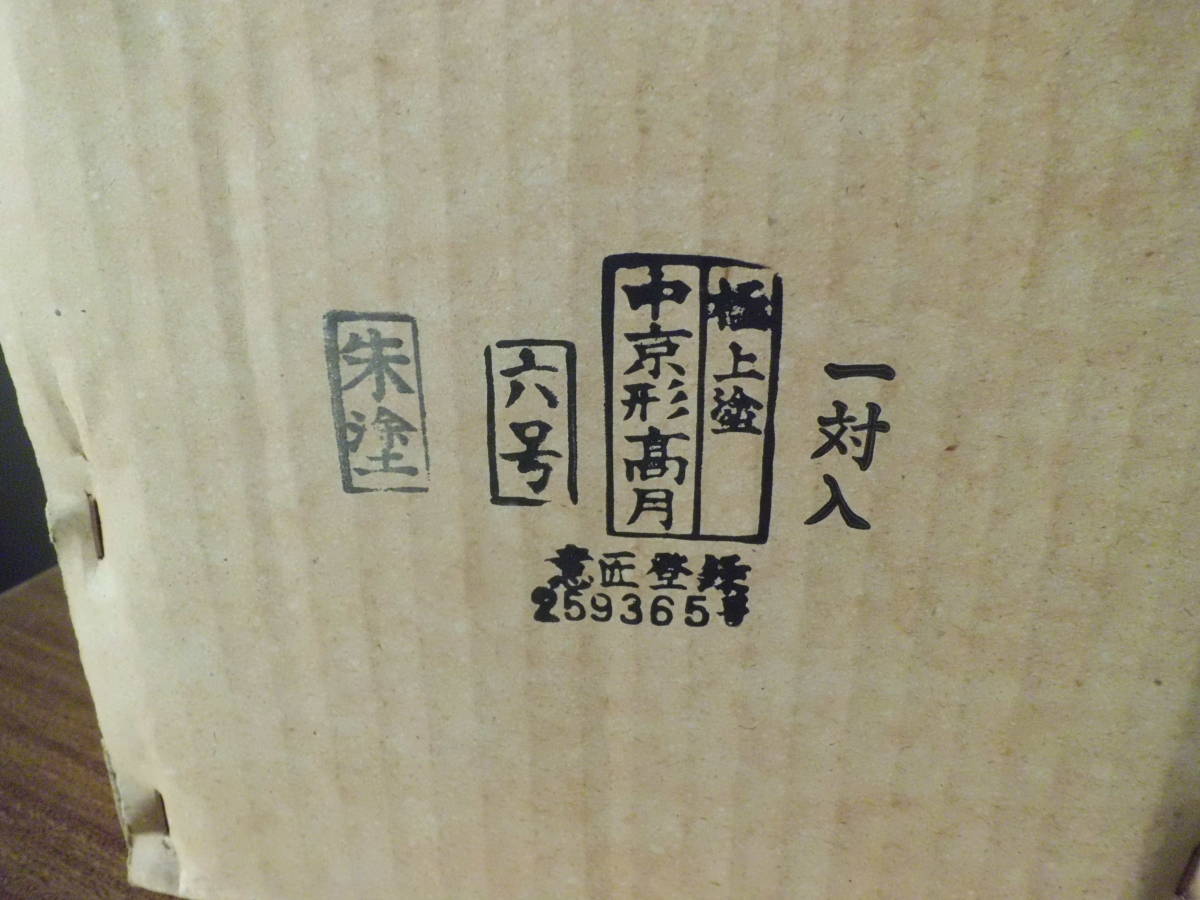 一対入
極上塗
中京形高月
六号
朱塗
意匠登録
259365号